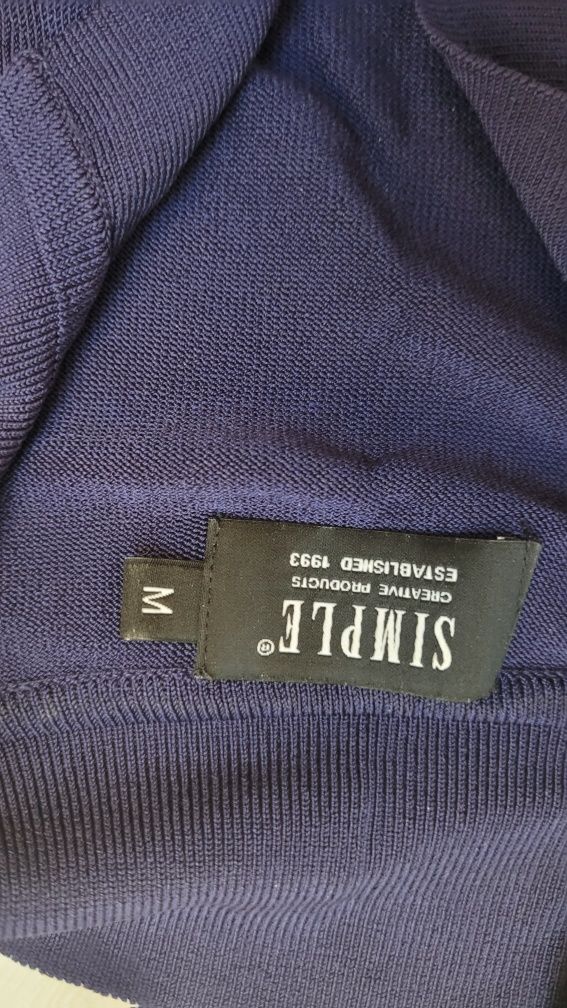 SIMPLE®
CREATIVE PRODUCTS
ESTABLISHED 1993
M